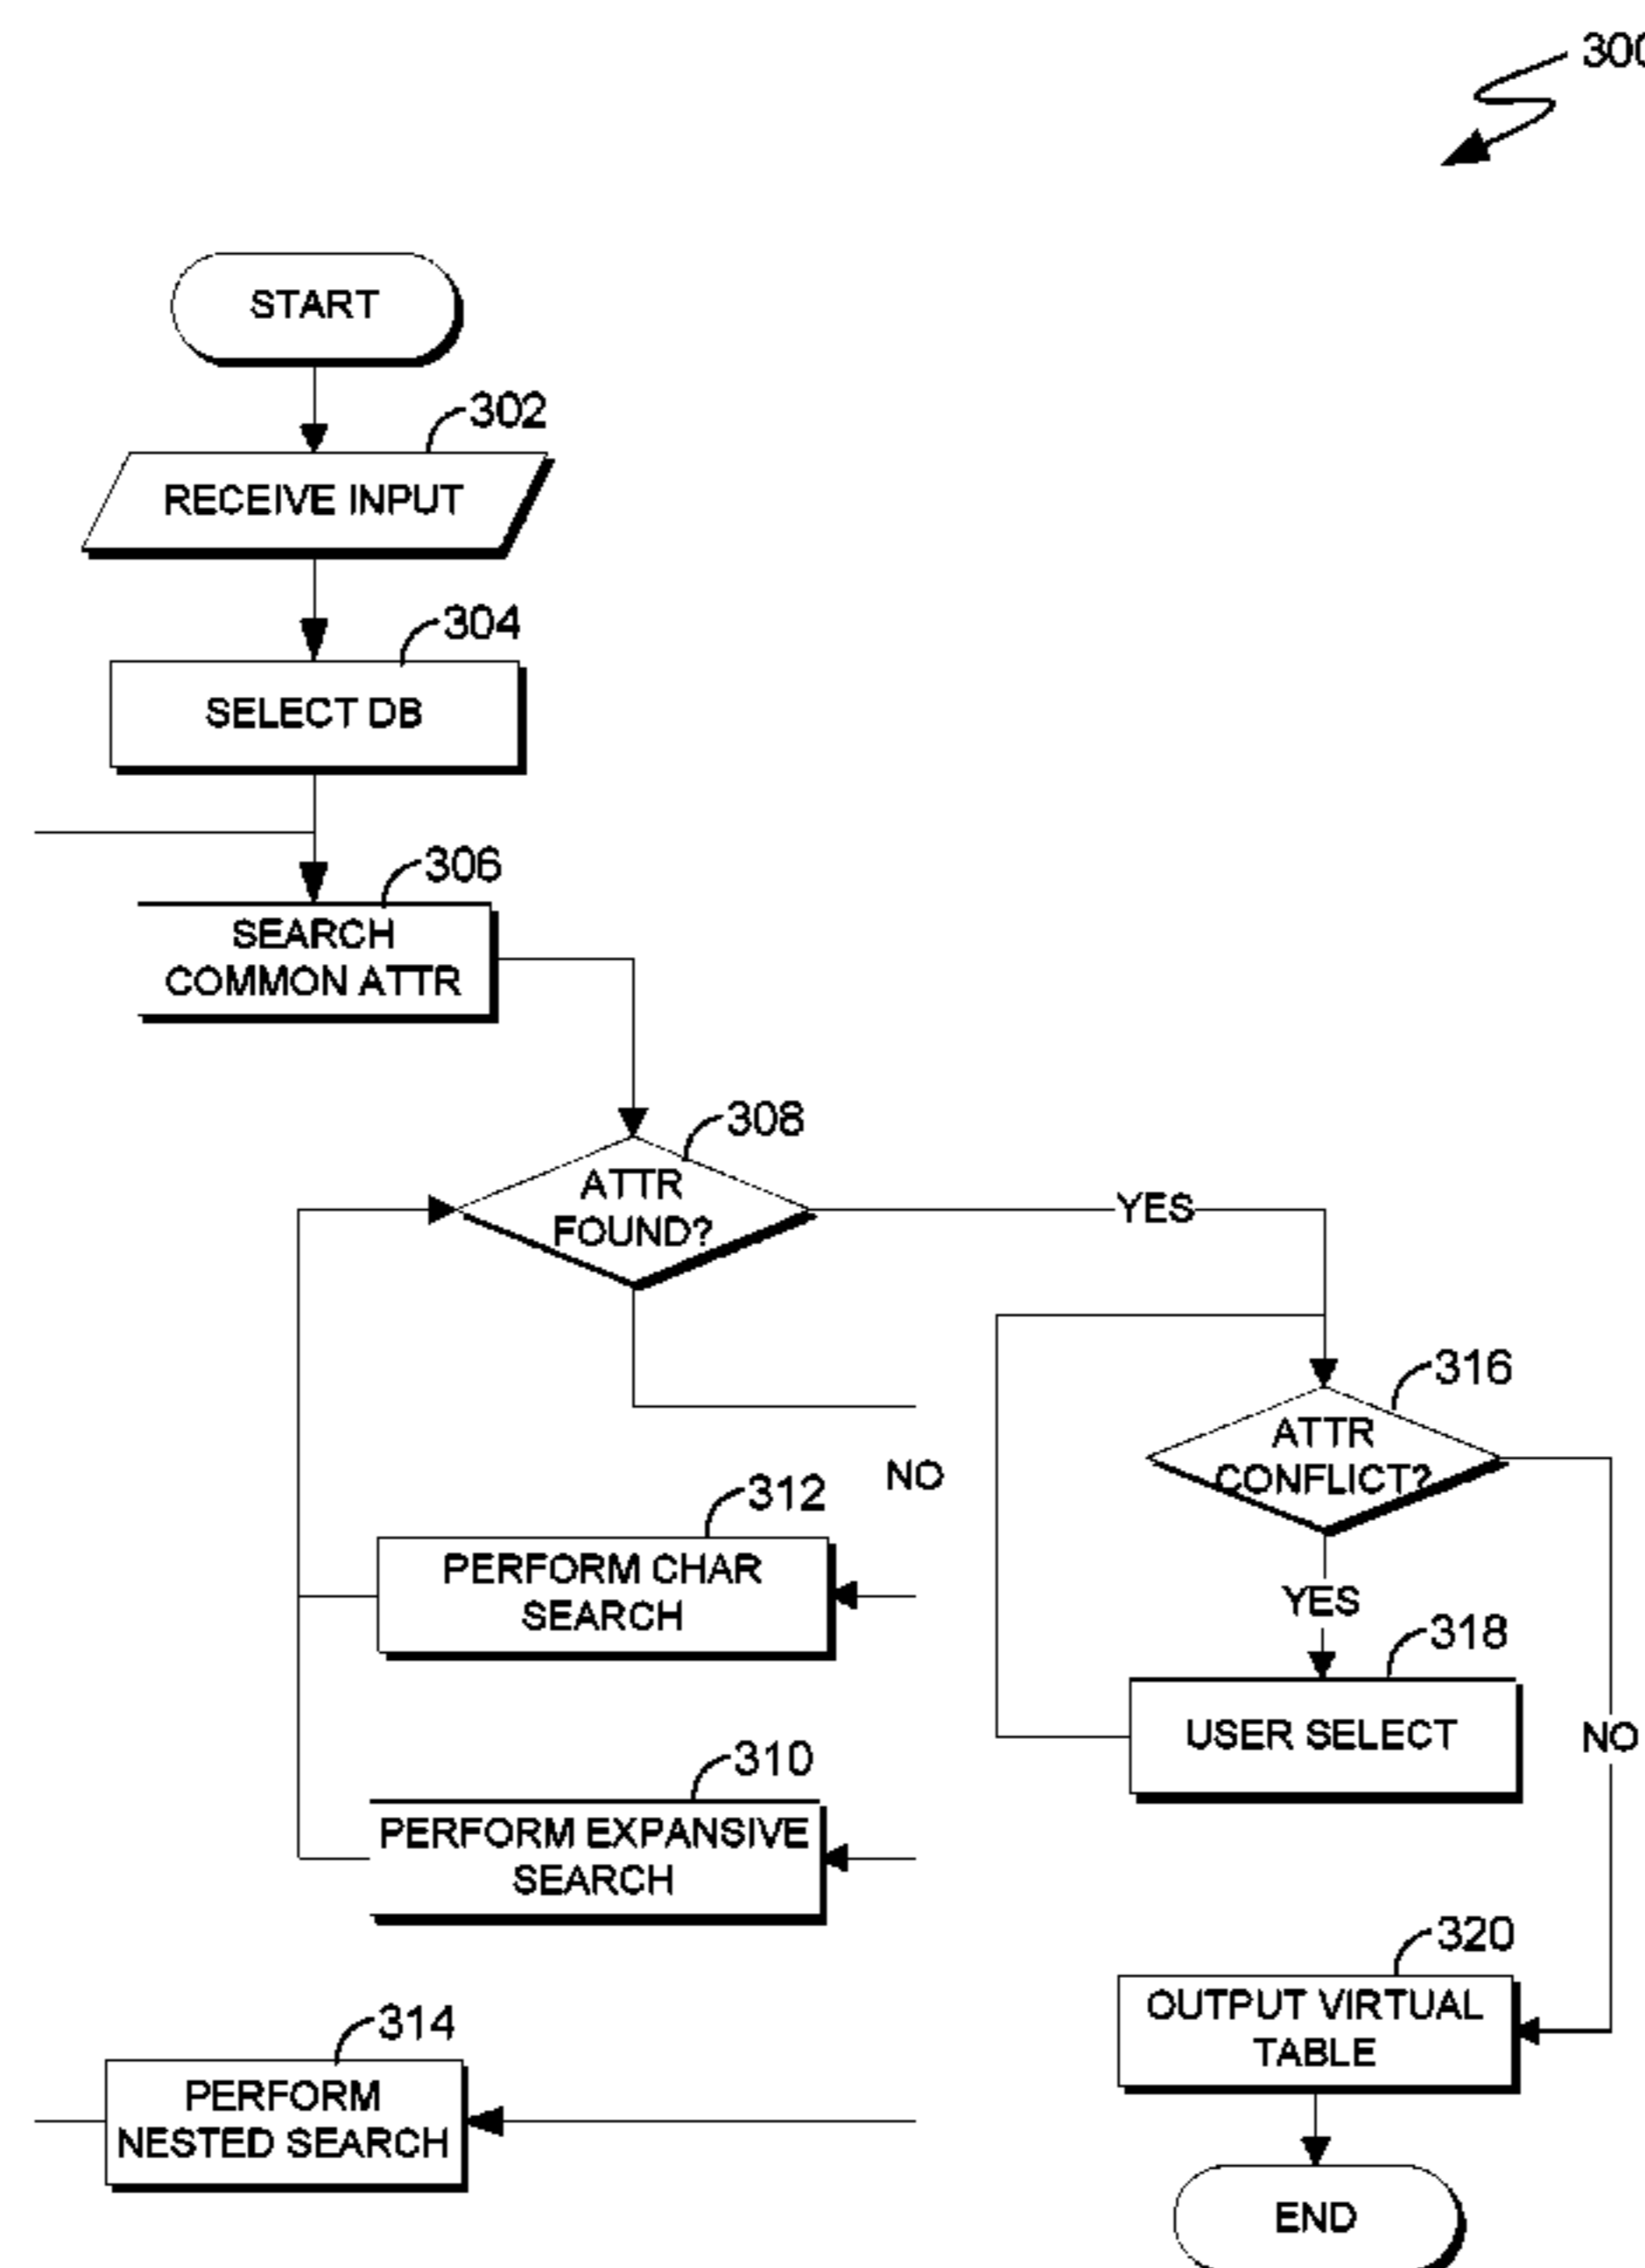 300
START
302
RECEIVE INPUT
304
SELECT DB
306
SEARCH
COMMON ATTR
308
ATTR
FOUND?
YES
316
ATTR
CONFLICT?
NO
312
PERFORM CHAR
SEARCH
YES
318
USER SELECT
NO
310
PERFORM EXPANSIVE
SEARCH
320
OUTPUT VIRTUAL
TABLE
314
PERFORM
NESTED SEARCH
END